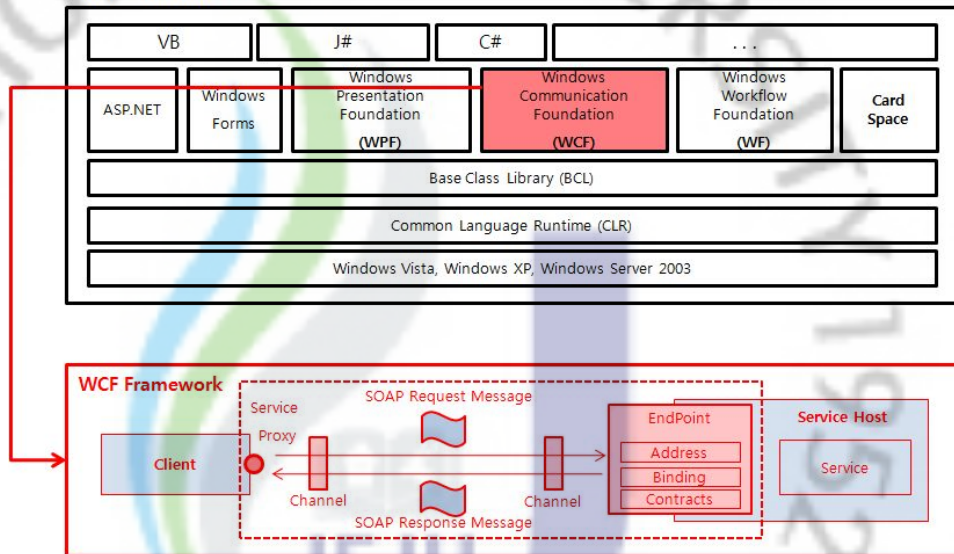 VB
J#
C#
. . .
ASP.NET
Windows
Forms
Windows
Presentation
Foundation
(WPF)
Windows
Communication
Foundation
(WCF)
Windows
Workflow
Foundation
(WF)
Card
Space
Base Class Library (BCL)
Common Language Runtime (CLR)
Windows Vista, Windows XP, Windows Server 2003
WCF Framework
Client
Service
Proxy
SOAP Request Message
Channel
Channel
SOAP Response Message
EndPoint
Address
Binding
Contracts
Service Host
Service
1952